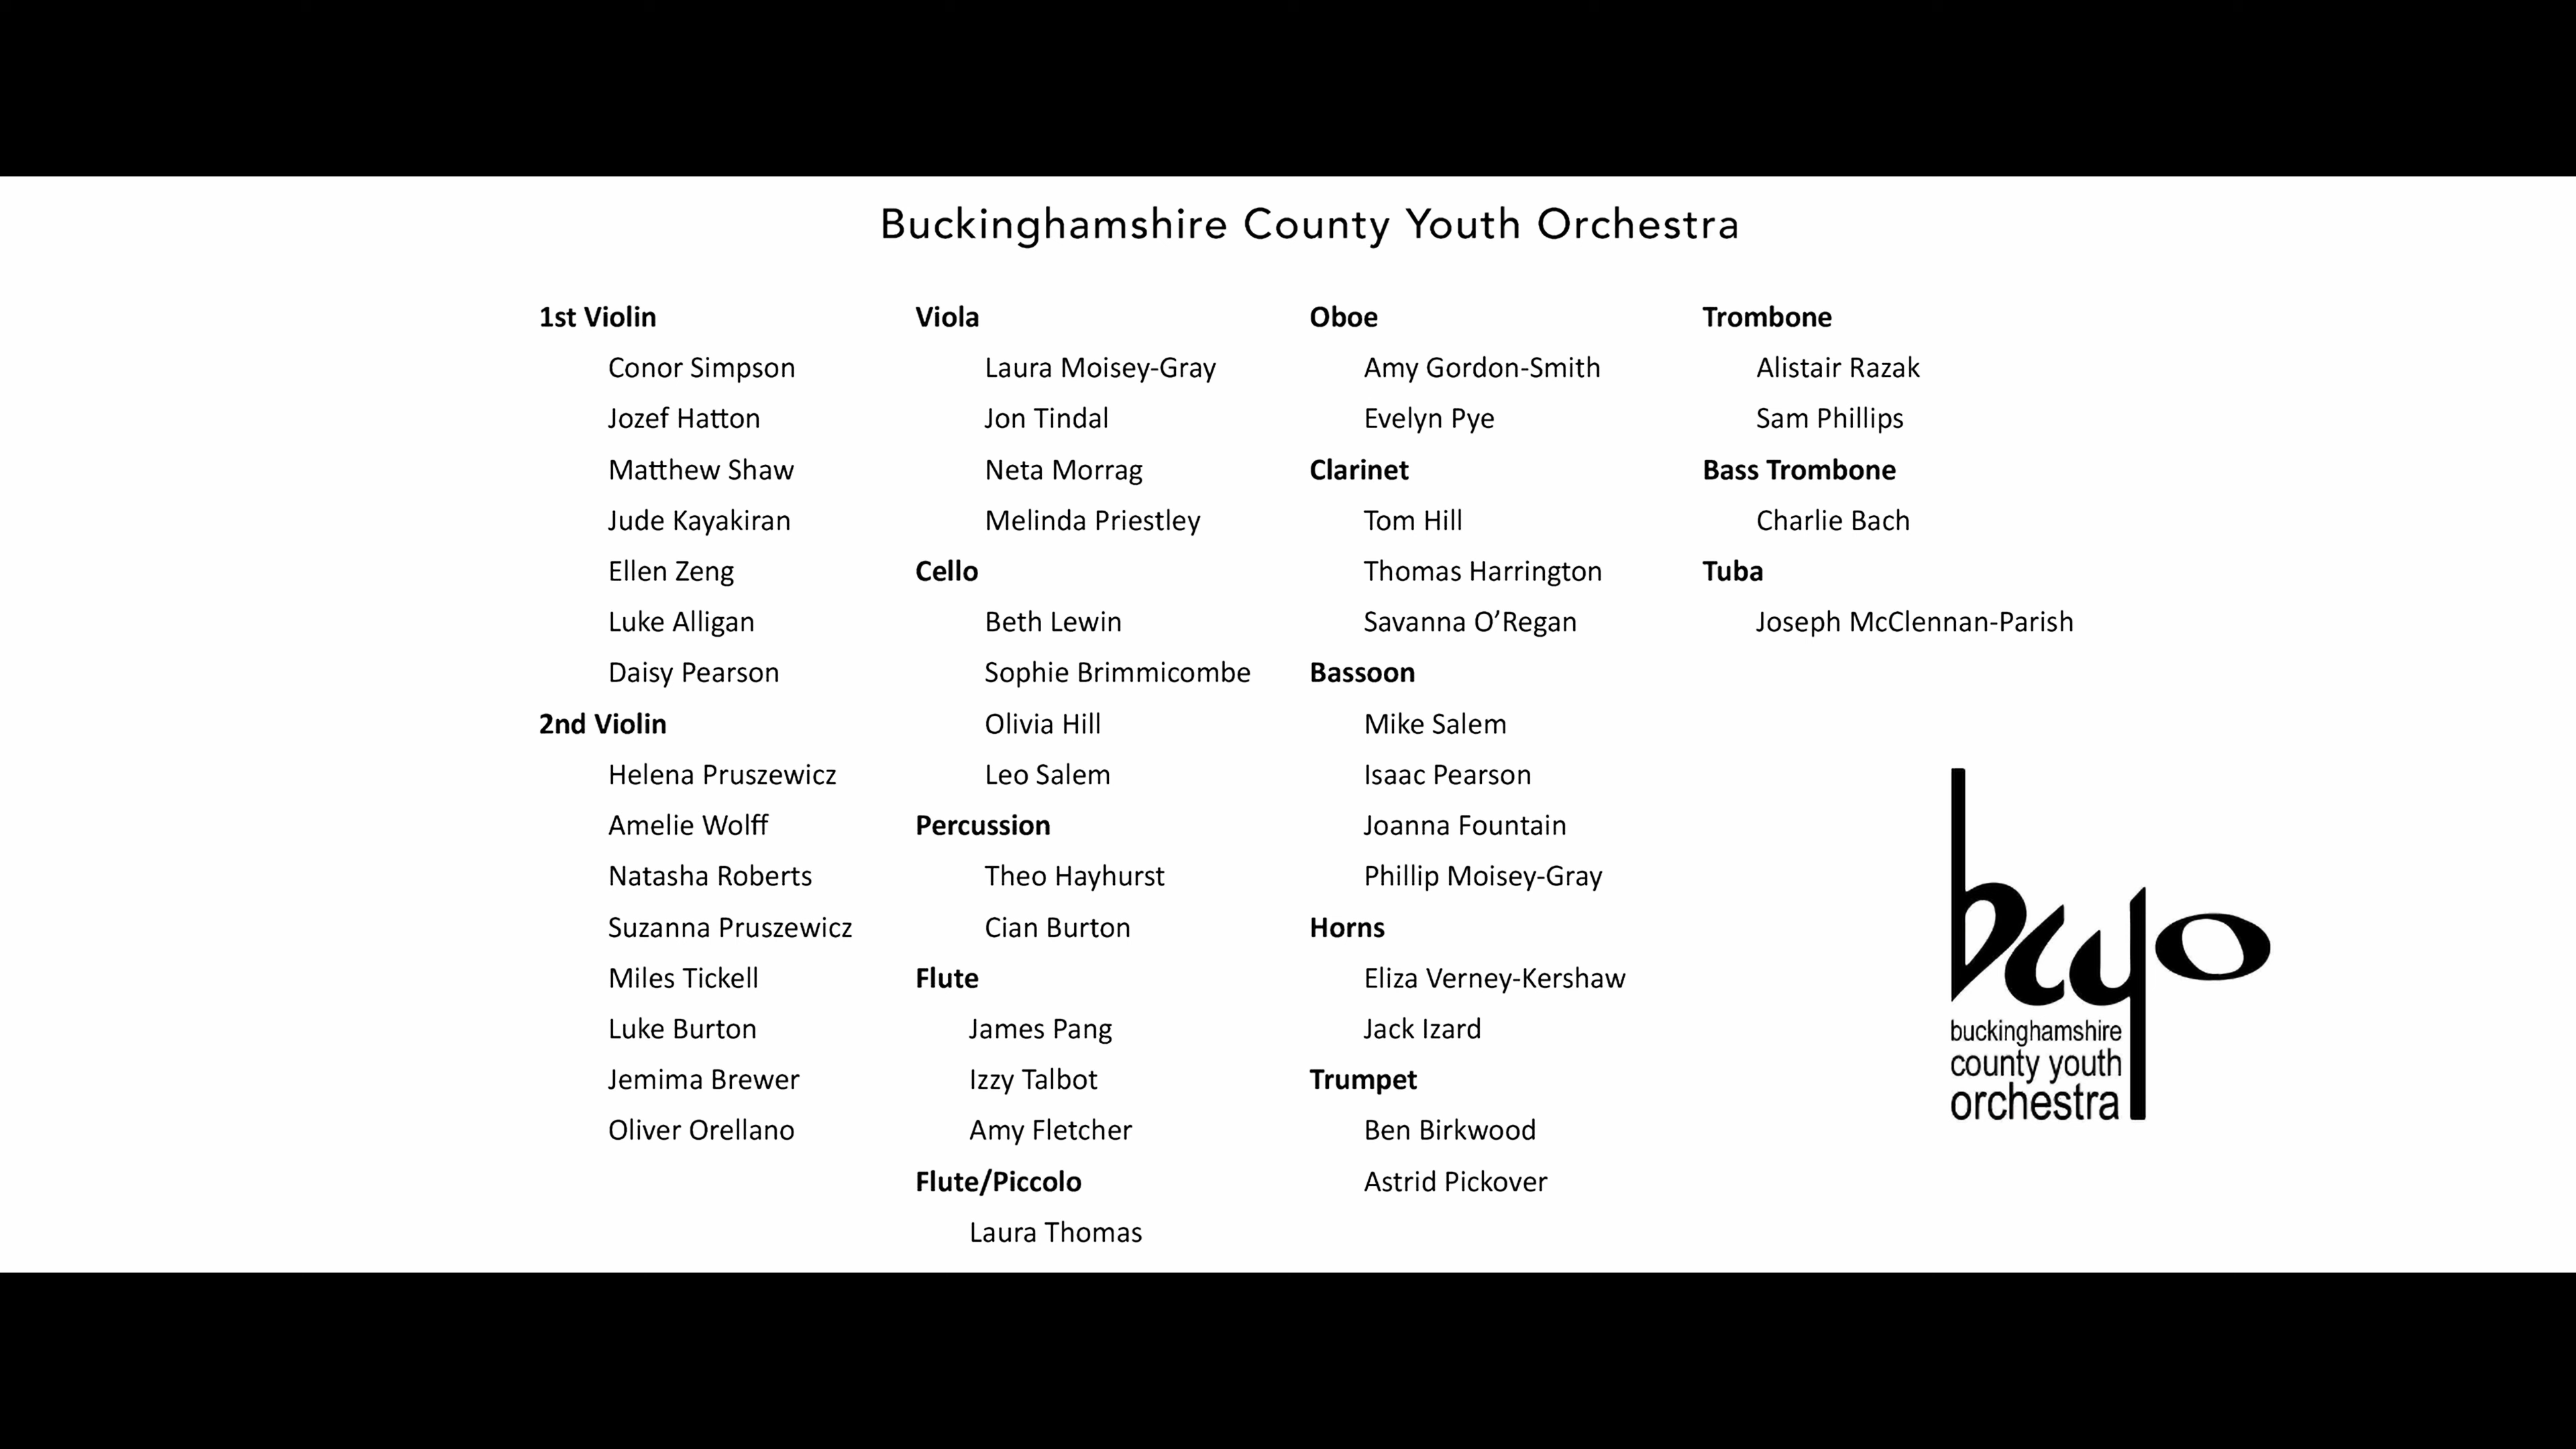 Buckinghamshire County Youth Orchestra
1st Violin
Conor Simpson
Jozef Hatton
Matthew Shaw
Jude Kayakiran
Ellen Zeng
Luke Alligan
Daisy Pearson
2nd Violin
Helena Pruszewicz
Amelie Wolff
Natasha Roberts
Suzanna Pruszewicz
Miles Tickell
Luke Burton
Jemima Brewer
Oliver Orellano
Viola
Laura Moisey-Gray
Jon Tindal
Neta Morrag
Melinda Priestley
Cello
Beth Lewin
Sophie Brimmicombe
Olivia Hill
Leo Salem
Percussion
Theo Hayhurst
Cian Burton
Flute
James Pang
Izzy Talbot
Amy Fletcher
Flute/Piccolo
Laura Thomas
Oboe
Amy Gordon-Smith
Evelyn Pye
Clarinet
Tom Hill
Thomas Harrington
Savanna O’Regan
Bassoon
Mike Salem
Isaac Pearson
Joanna Fountain
Phillip Moisey-Gray
Horns
Eliza Verney-Kershaw
Jack Izard
Trumpet
Ben Birkwood
Astrid Pickover
Trombone
Alistair Razak
Sam Phillips
Bass Trombone
Charlie Bach
Tuba
Joseph McClennan-Parish
bcyo
buckinghamshire
county youth
orchestra